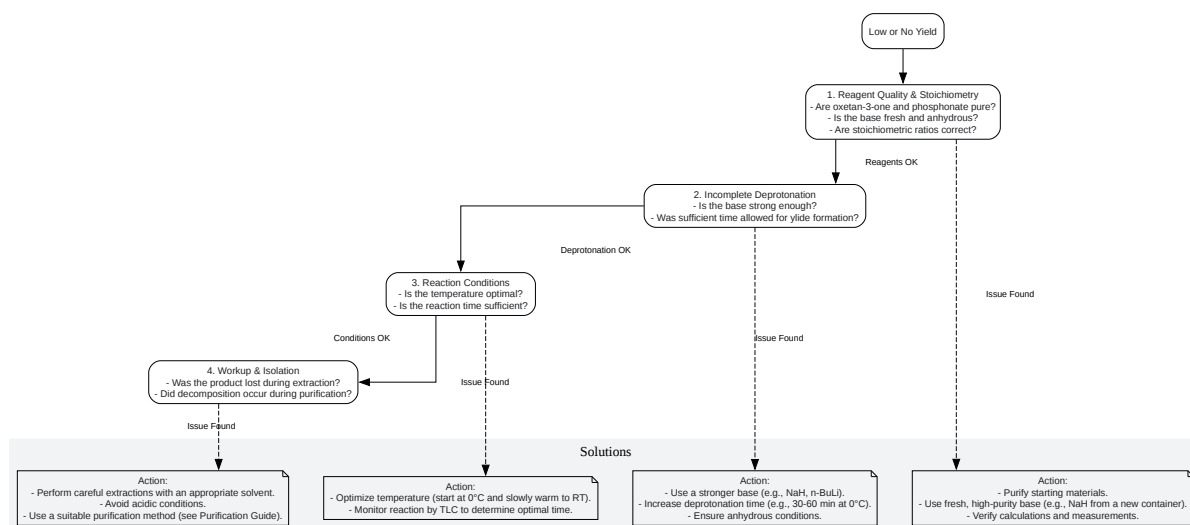 Low or No Yield
1. Reagent Quality & Stoichiometry
- Are oxetan-3-one and phosphonate pure?
- Is the base fresh and anhydrous?
- Are stoichiometric ratios correct?
Reagents OK
2. Incomplete Deprotonation
- Is the base strong enough?
- Was sufficient time allowed for ylide formation?
Deprotonation OK
3. Reaction Conditions
- Is the temperature optimal?
- Is the reaction time sufficient?
Issue Found
Conditions OK
Issue Found
4. Workup & Isolation
- Was the product lost during extraction?
- Did decomposition occur during purification?
Issue Found
Issue Found
Solutions
Action:
- Perform careful extractions with an appropriate solvent.
- Avoid acidic conditions.
- Use a suitable purification method (see Purification Guide).
Action:
- Optimize temperature (start at 0°C and slowly warm to RT).
- Monitor reaction by TLC to determine optimal time.
Action:
- Use a stronger base (e.g., NaH, n-BuLi).
- Increase deprotonation time (e.g., 30-60 min at 0°C).
- Ensure anhydrous conditions.
Action:
- Purify starting materials.
- Use fresh, high-purity base (e.g., NaH from a new container).
- Verify calculations and measurements.